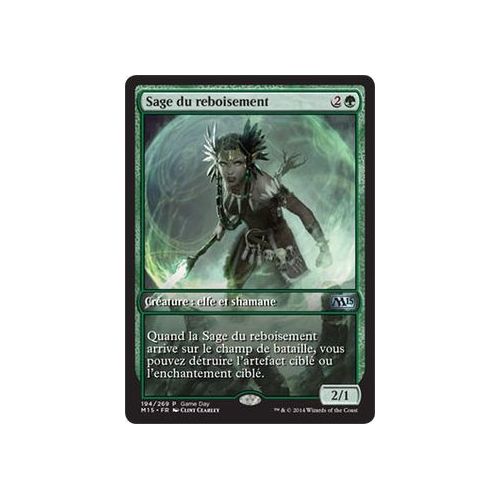 Sage du reboisement 2
Créature : elfe et shamane M15
Quand la Sage du reboisement
arrive sur le champ de bataille, vous
pouvez détruire l'artefact ciblé ou
l'enchantement ciblé.
2/1
194/269 P Game Day
M15 • FR Clint Cearley ™ & © 2014 Wizards of the Coast